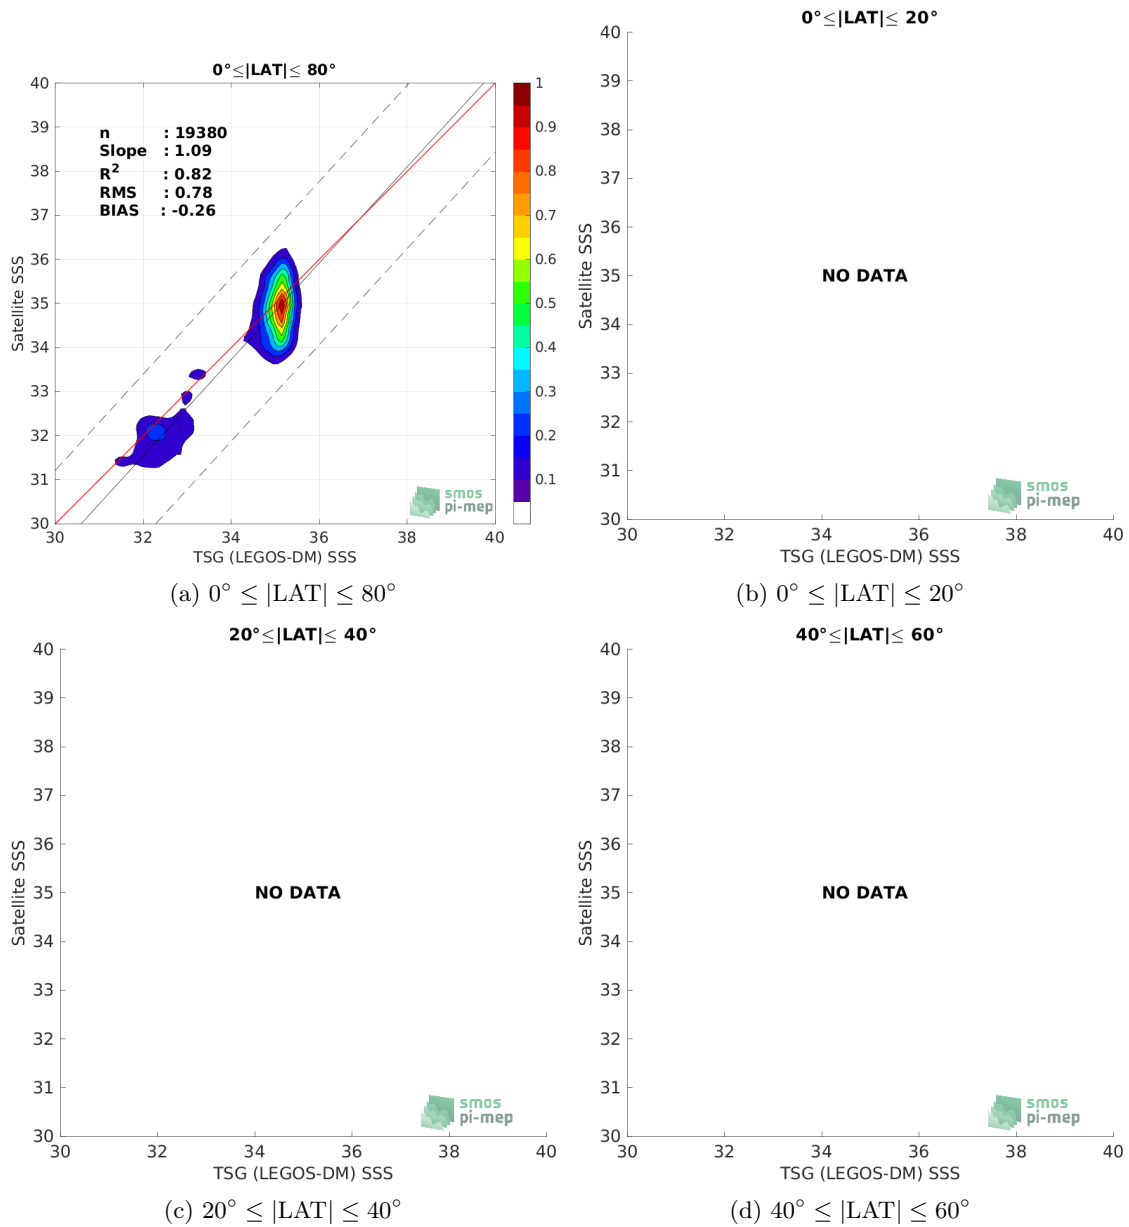 0°≤|LAT|≤ 80°
40
39
38
37
36
35
34
33
32
31
30
Satellite SSS
n : 19380
Slope : 1.09
R² : 0.82
RMS : 0.78
BIAS : -0.26
1
0.9
0.8
0.7
0.6
0.5
0.4
0.3
0.2
0.1
smos
pi-mep
30 32 34 36 38 40
TSG (LEGOS-DM) SSS
(a) 0° ≤ |LAT| ≤ 80°
0°≤|LAT|≤ 20°
40
39
38
37
36
35
34
33
32
31
30
Satellite SSS
NO DATA
smos
pi-mep
30 32 34 36 38 40
TSG (LEGOS-DM) SSS
(b) 0° ≤ |LAT| ≤ 20°
20°≤|LAT|≤ 40°
40
39
38
37
36
35
34
33
32
31
30
Satellite SSS
NO DATA
smos
pi-mep
30 32 34 36 38 40
TSG (LEGOS-DM) SSS
(c) 20° ≤ |LAT| ≤ 40°
40°≤|LAT|≤ 60°
40
39
38
37
36
35
34
33
32
31
30
Satellite SSS
NO DATA
smos
pi-mep
30 32 34 36 38 40
TSG (LEGOS-DM) SSS
(d) 40° ≤ |LAT| ≤ 60°